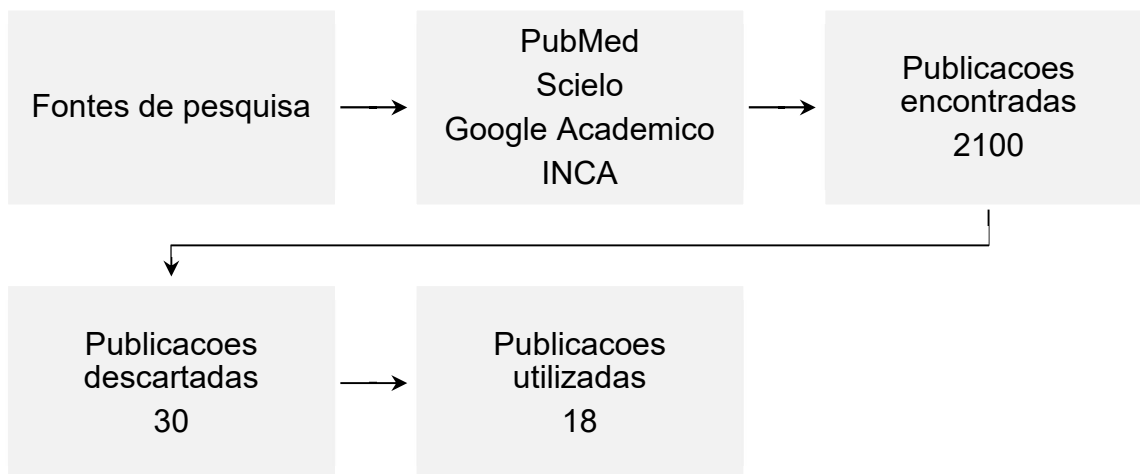 Fontes de pesquisa
PubMed
Scielo
Google Academico
INCA
Publicacoes
encontradas
2100
Publicacoes
descartadas
30
Publicacoes
utilizadas
18